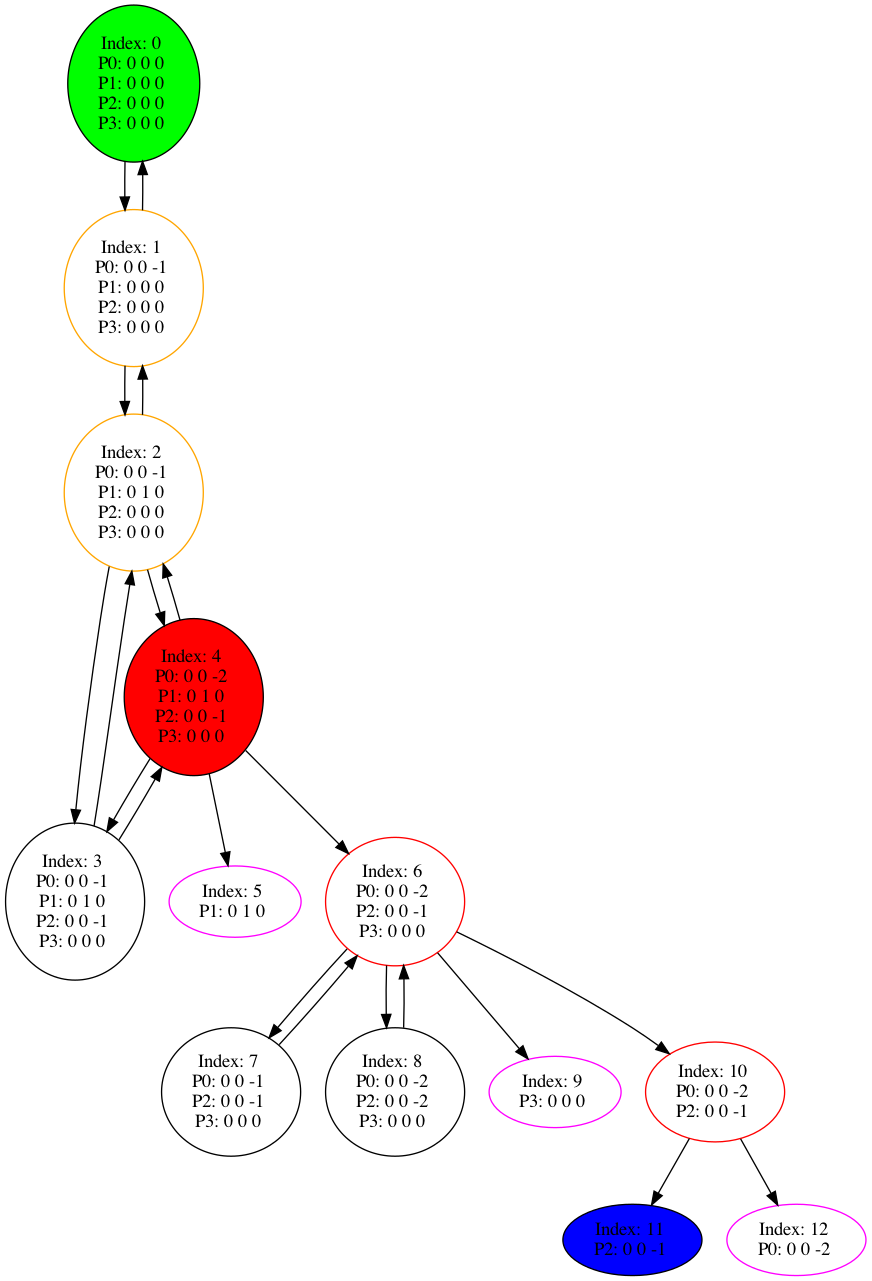 Index: 0
P0: 0 0 0
P1: 0 0 0
P2: 0 0 0
P3: 0 0 0
Index: 1
P0: 0 0 -1
P1: 0 0 0
P2: 0 0 0
P3: 0 0 0
Index: 2
P0: 0 0 -1
P1: 0 1 0
P2: 0 0 0
P3: 0 0 0
Index: 4
P0: 0 0 -2
P1: 0 1 0
P2: 0 0 -1
P3: 0 0 0
Index: 3
P0: 0 0 -1
P1: 0 1 0
P2: 0 0 -1
P3: 0 0 0
Index: 5
P1: 0 1 0
Index: 6
P0: 0 0 -2
P2: 0 0 -1
P3: 0 0 0
Index: 7
P0: 0 0 -1
P2: 0 0 -1
P3: 0 0 0
Index: 8
P0: 0 0 -2
P2: 0 0 -2
P3: 0 0 0
Index: 9
P3: 0 0 0
Index: 10
P0: 0 0 -2
P2: 0 0 -1
Index: 11
P2: 0 0 -1
Index: 12
P0: 0 0 -2